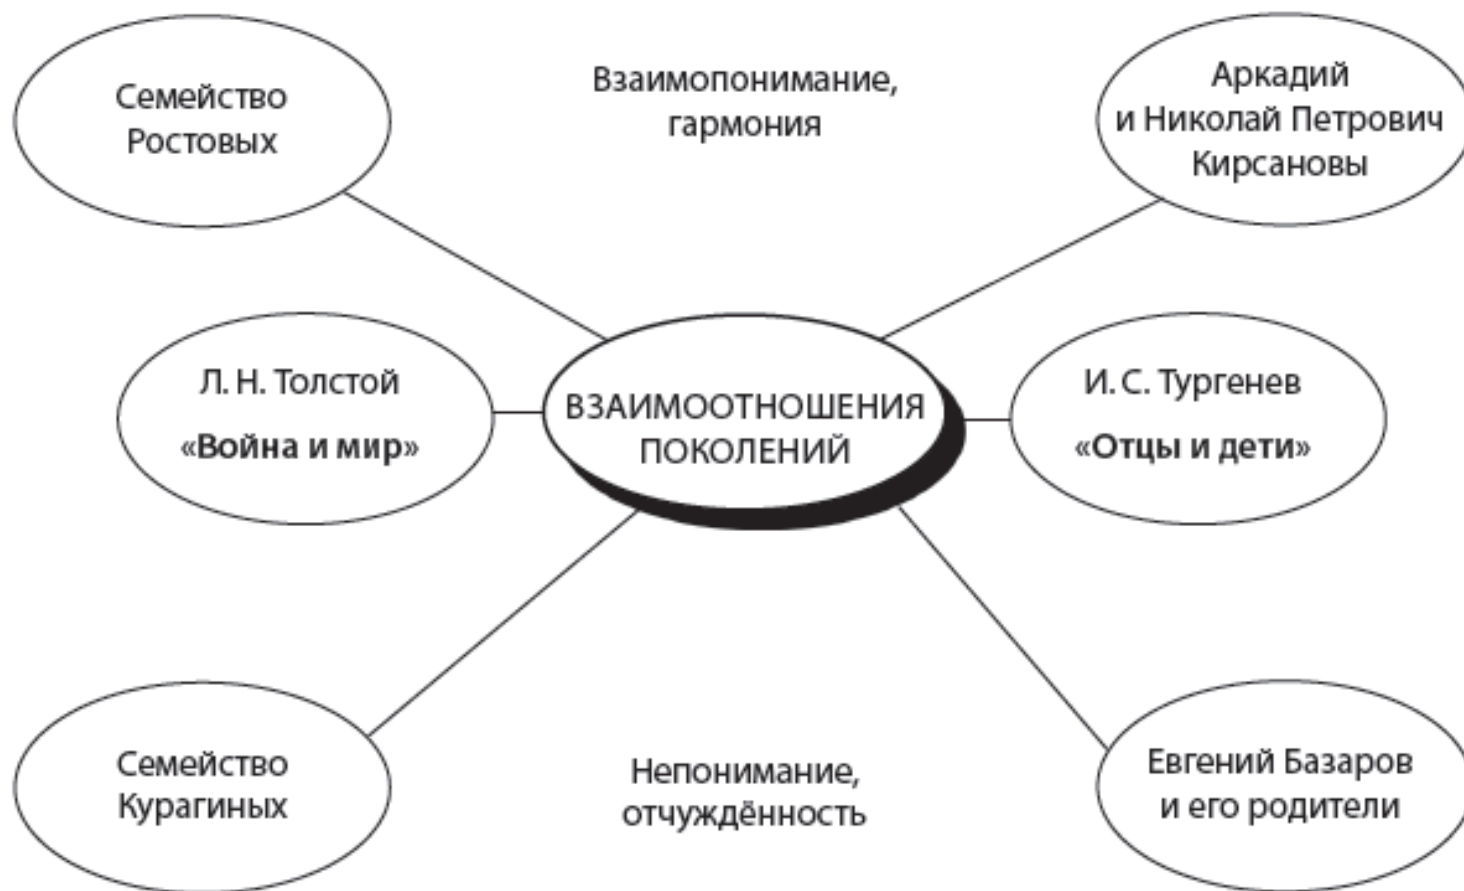 Семейство
Ростовых
Взаимопонимание,
гармония
Аркадий
и Николай Петрович
Кирсановы
Л. Н. Толстой
«Война и мир»
ВЗАИМООТНОШЕНИЯ
ПОКОЛЕНИЙ
И. С. Тургенев
«Отцы и дети»
Семейство
Курагиных
Непонимание,
отчуждённость
Евгений Базаров
и его родители